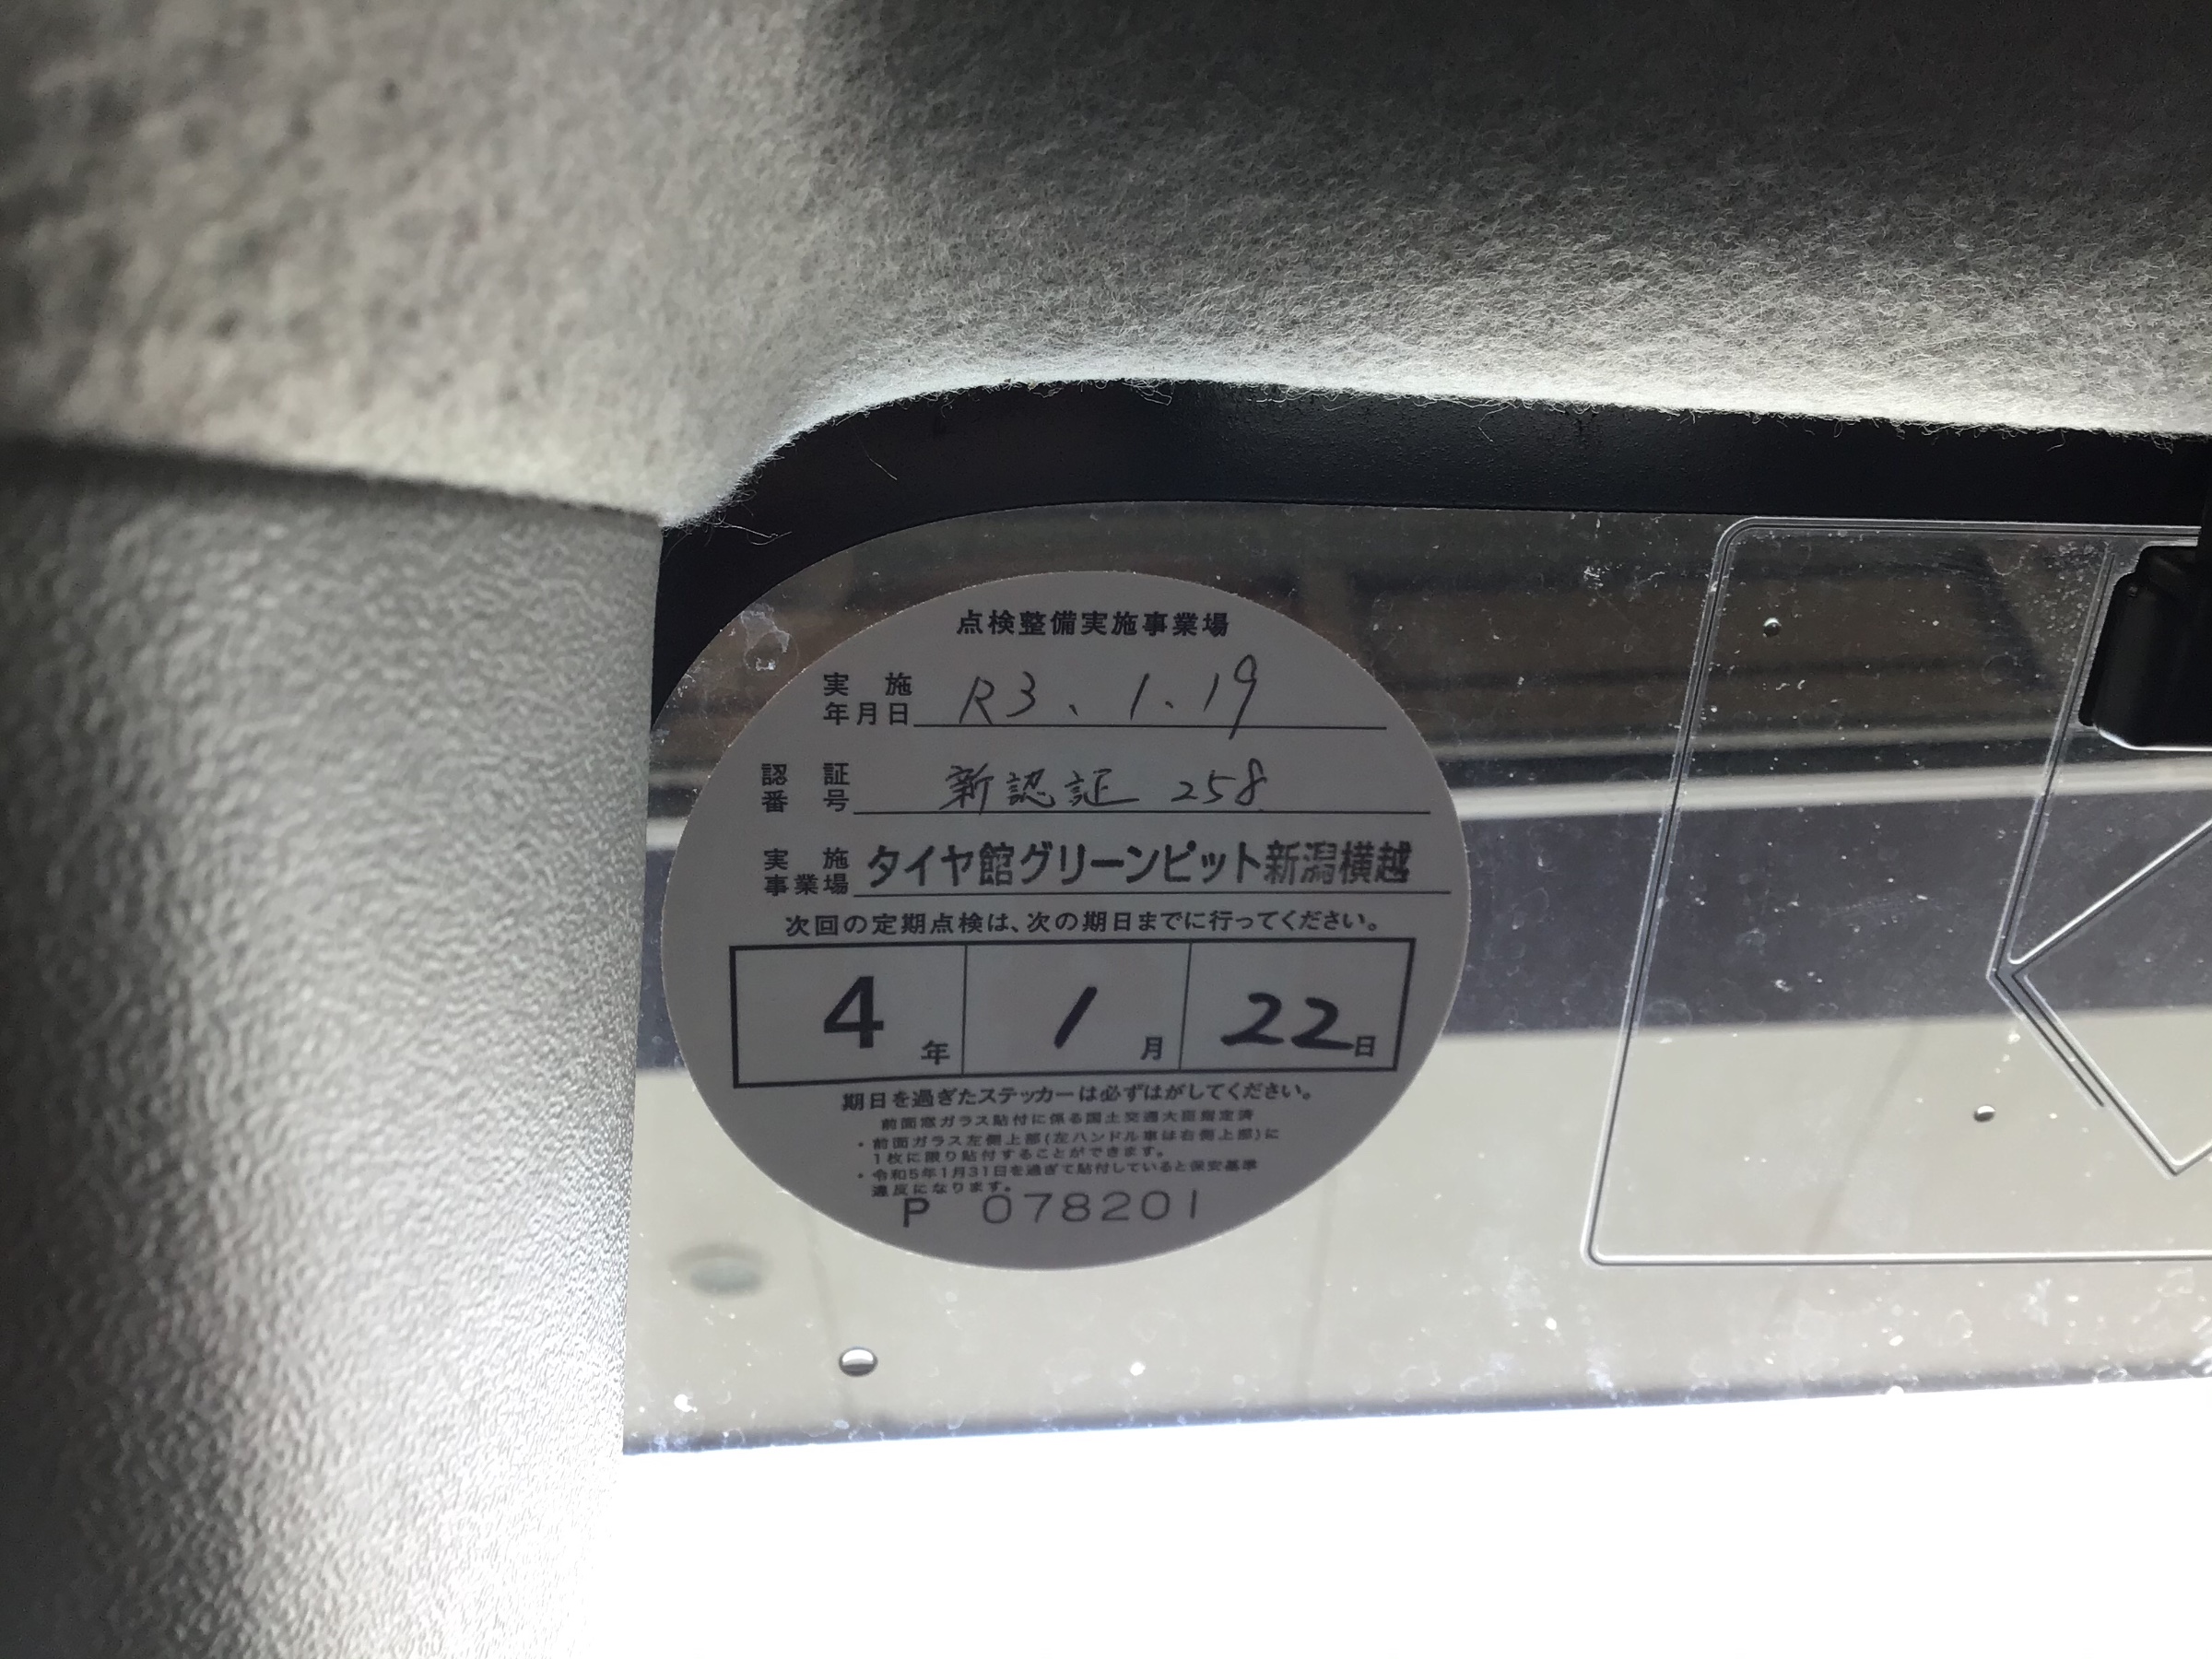 点検整備実施事業場
実施年月日 R3、1.19
認証番号 新認証 258
実施事業場 タイヤ館グリーンピット新潟横越
次回の定期点検は、次の期日までに行ってください。
4年 1月 22日
期日を過ぎたステッカーは必ずはがしてください。
前面窓ガラス貼付に係る国土交通大臣指定済
・前面ガラス左側上部(左ハンドル車は右側上部)に
1枚に限り貼付することができます。
・令和5年1月31日を過ぎて貼付していると保安基準
違反になります。
P 078201